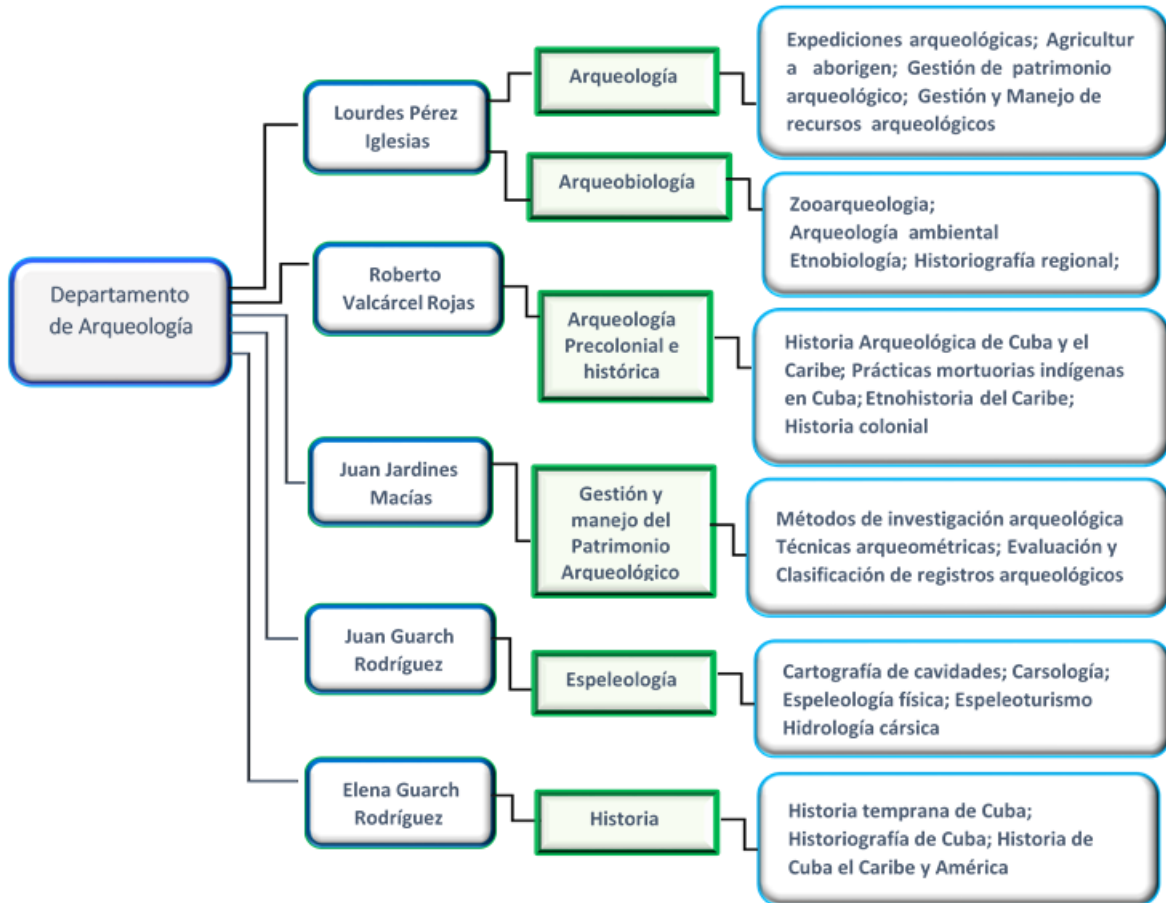 Departamento
de Arqueología
Lourdes Pérez
Iglesias
Arqueología
Expediciones arqueológicas; Agricultur
a aborigen; Gestión de patrimonio
arqueológico; Gestión y Manejo de
recursos arqueológicos
Arqueobiología
Zooarqueologia;
Arqueología ambiental
Etnobiología; Historiografía regional;
Roberto
Valcárcel Rojas
Arqueología
Precolonial e
histórica
Historia Arqueológica de Cuba y el
Caribe; Prácticas mortuorias indígenas
en Cuba; Etnohistoria del Caribe;
Historia colonial
Juan Jardines
Macías
Gestión y
manejo del
Patrimonio
Arqueológico
Métodos de investigación arqueológica
Técnicas arqueométricas; Evaluación y
Clasificación de registros arqueológicos
Juan Guarch
Rodríguez
Espeleología
Cartografía de cavidades; Carsología;
Espeleología física; Espeleoturismo
Hidrología cársica
Elena Guarch
Rodríguez
Historia
Historia temprana de Cuba;
Historiografía de Cuba; Historia de
Cuba el Caribe y América